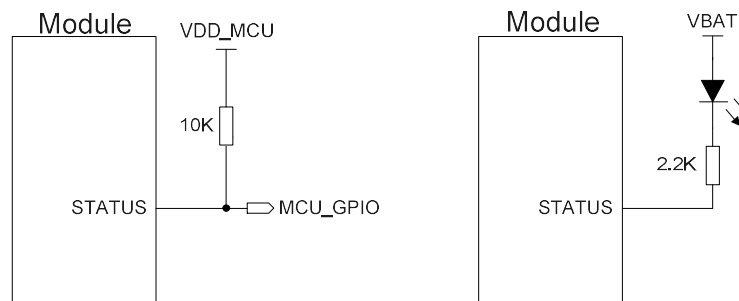 Module
VDD_MCU
10K
STATUS
MCU_GPIO
Module
VBAT
2.2K
STATUS